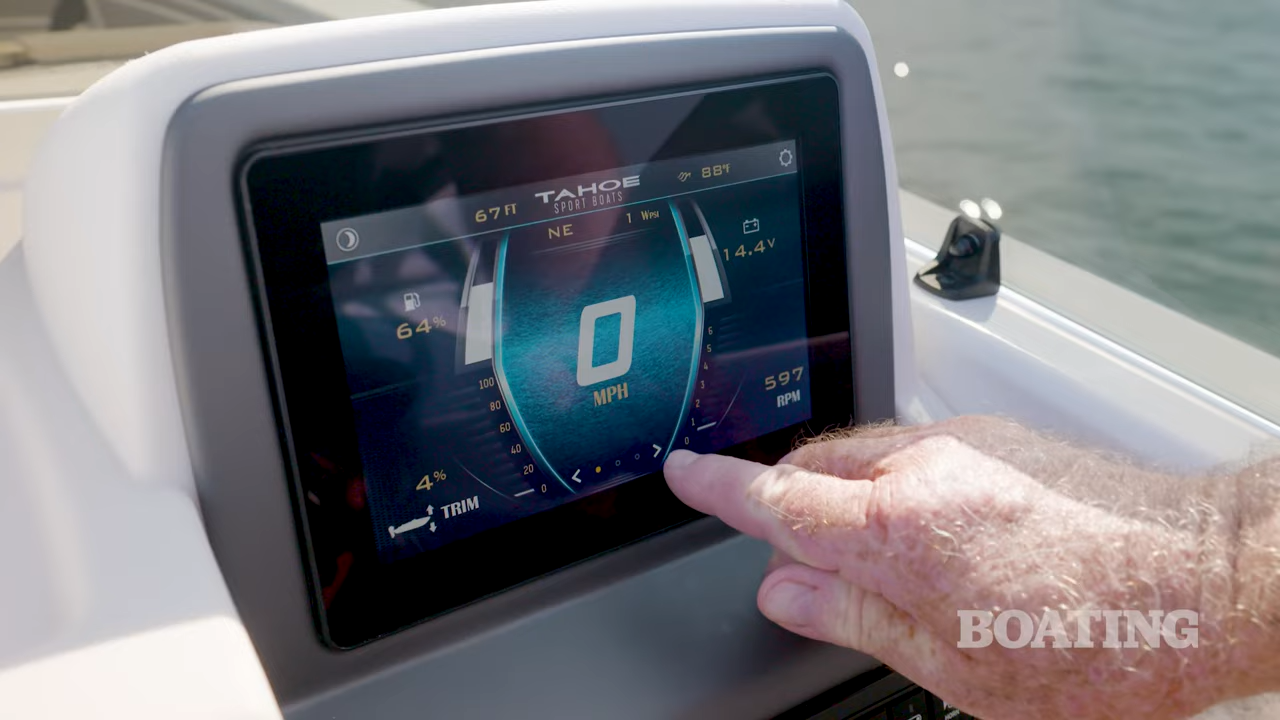 TAHOE
SPORT BOATS
67 FT
88°F
NE
1 WPSI
14.4V
64%
0
MPH
100
80
60
40
20
0
6
5
4
3
2
1
0
597
RPM
4%
TRIM
< >
BOATING